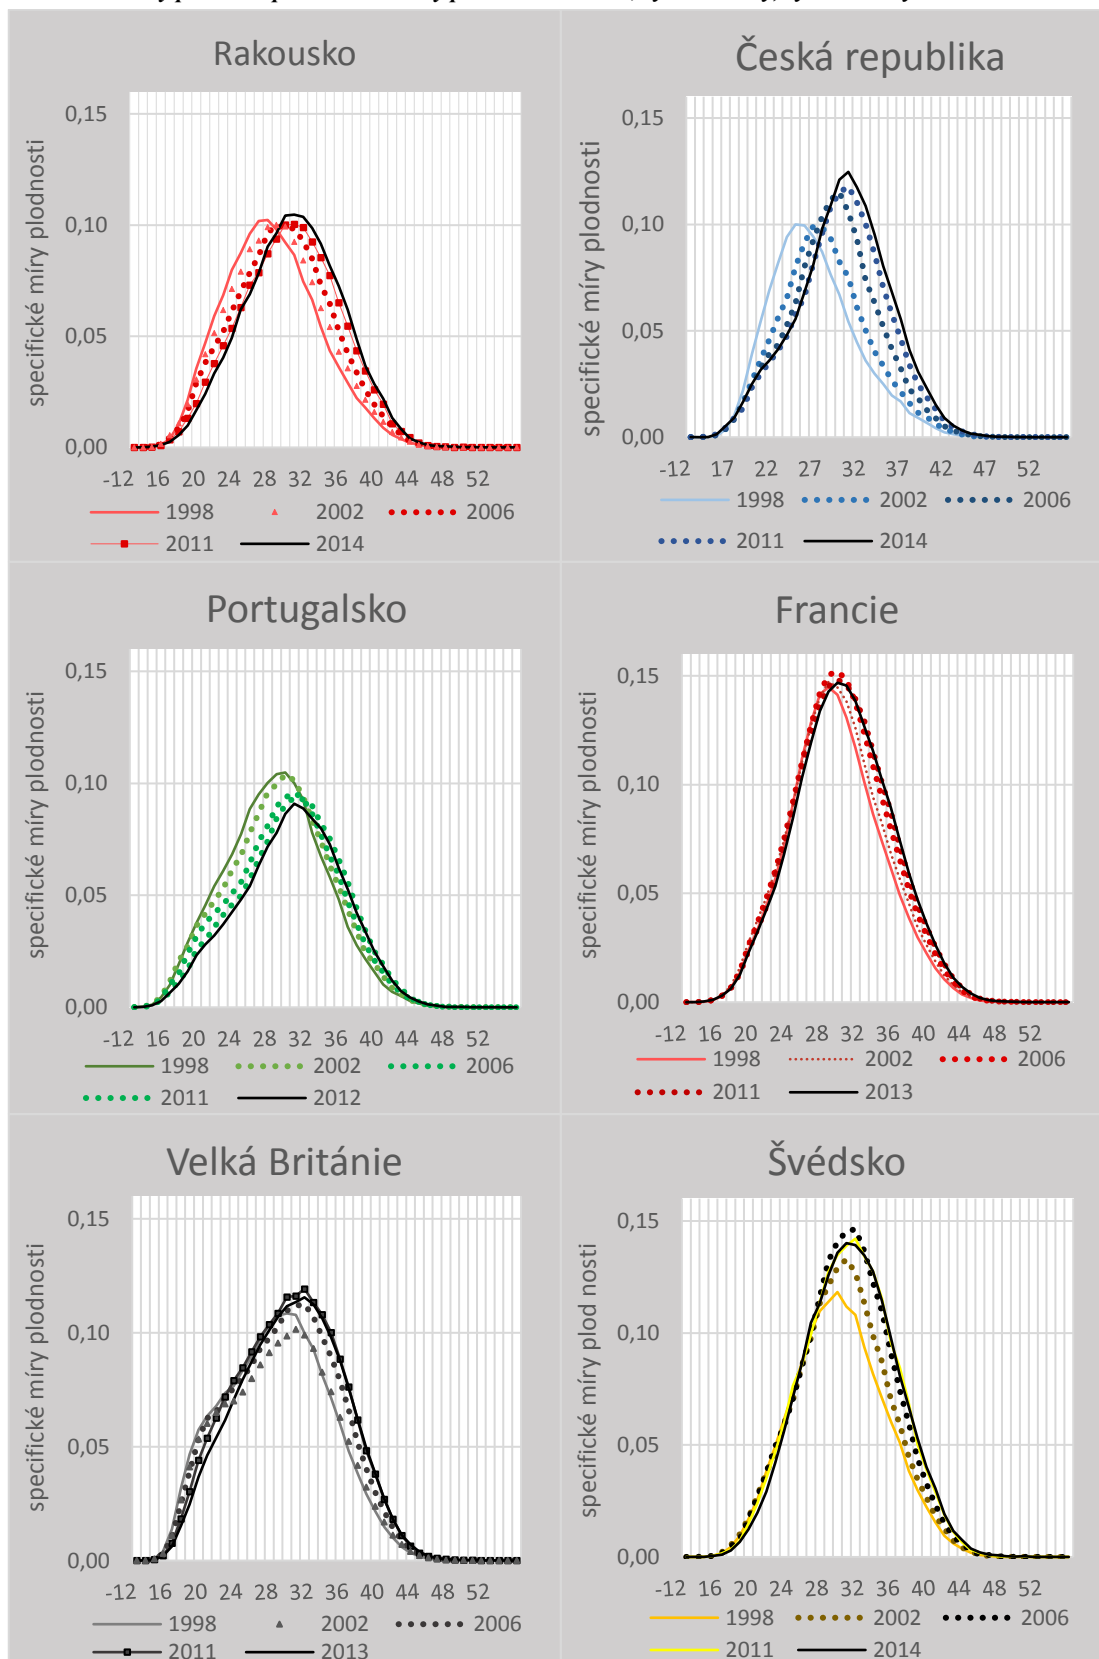 Rakousko
specifické míry plodnosti
0,15
0,10
0,05
0,00
-12 16 20 24 28 32 36 40 44 48 52
1998 2002 2006
2011 2014
Česká republika
specifické míry plodnosti
0,15
0,10
0,05
0,00
-12 17 22 27 32 37 42 47 52
1998 2002 2006
2011 2014
Portugalsko
specifické míry plodnosti
0,15
0,10
0,05
0,00
-12 16 20 24 28 32 36 40 44 48 52
1998 2002 2006
2011 2012
Francie
specifické míry plodnosti
0,15
0,10
0,05
0,00
-12 16 20 24 28 32 36 40 44 48 52
1998 2002 2006
2011 2013
Velká Británie
specifické míry plodnosti
0,15
0,10
0,05
0,00
-12 16 20 24 28 32 36 40 44 48 52
1998 2002 2006
2011 2013
Švédsko
specifické míry plod nosti
0,15
0,10
0,05
0,00
-12 16 20 24 28 32 36 40 44 48 52
1998 2002 2006
2011 2014